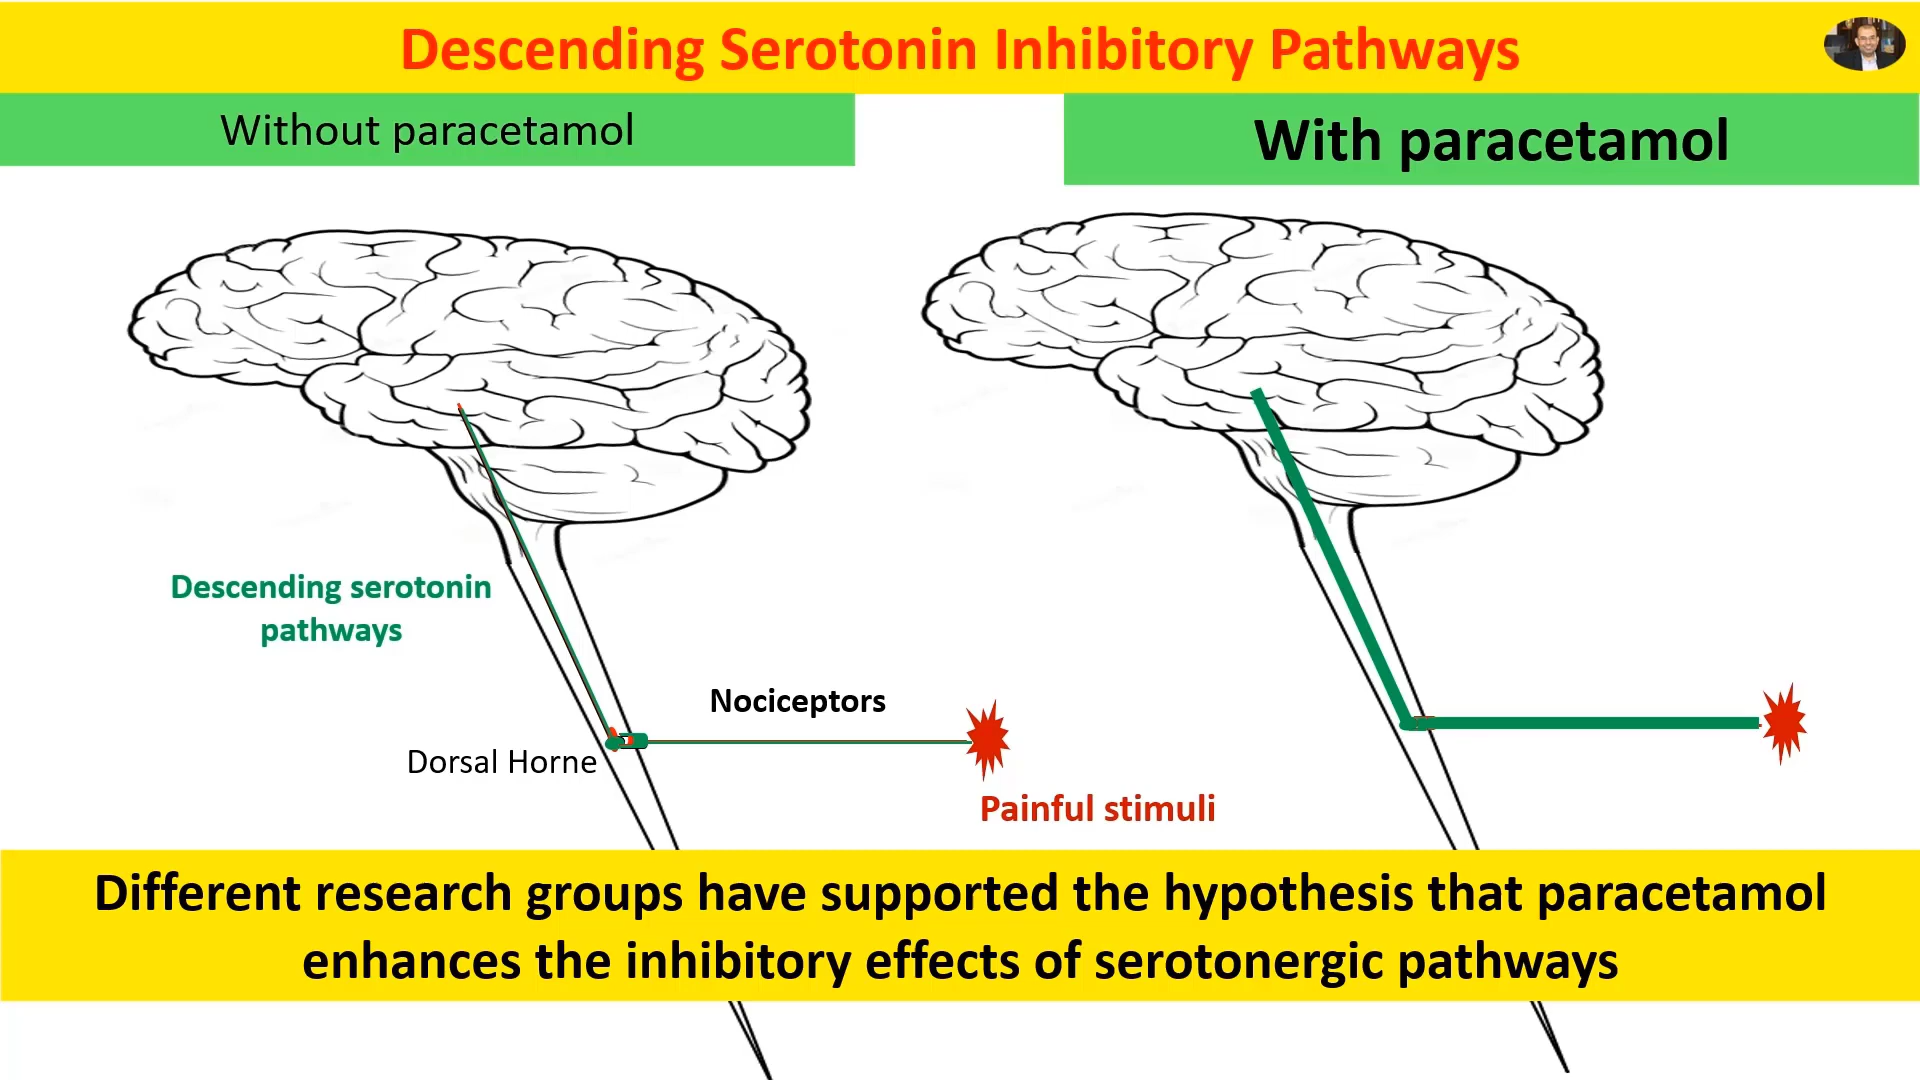 Descending Serotonin Inhibitory Pathways
Without paracetamol
With paracetamol
Descending serotonin
pathways
Nociceptors
Dorsal Horne
Painful stimuli
Different research groups have supported the hypothesis that paracetamol
enhances the inhibitory effects of serotonergic pathways